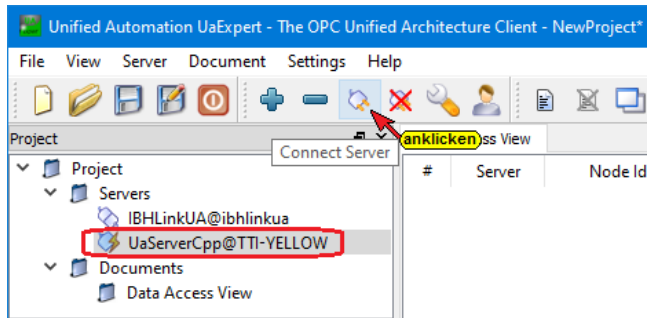 Unified Automation UaExpert - The OPC Unified Architecture Client - NewProject*
File View Server Document Settings Help
Project
anklicken
ss View
Connect Server
# Server Node Id
Project
Servers
IBHLinkUA@ibhlinkua
UaServerCpp@TTI-YELLOW
Documents
Data Access View